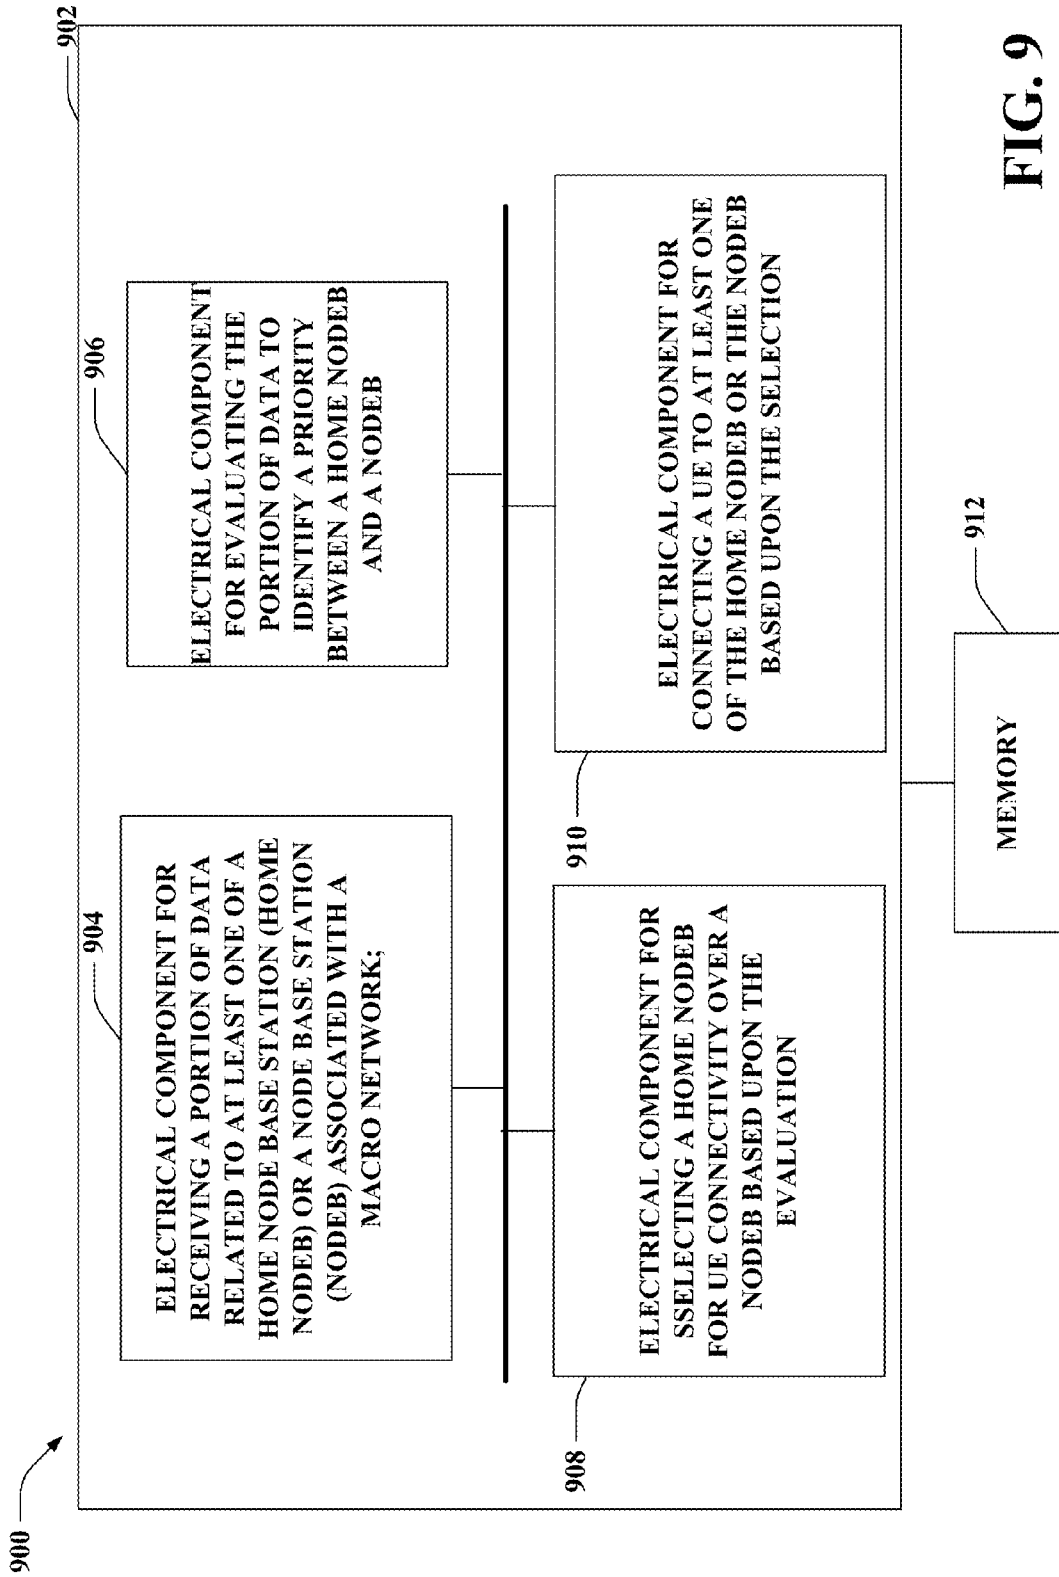 900
902
904
ELECTRICAL COMPONENT FOR
RECEIVING A PORTION OF DATA
RELATED TO AT LEAST ONE OF A
HOME NODE BASE STATION (HOME
NODEB) OR A NODE BASE STATION
(NODEB) ASSOCIATED WITH A
MACRO NETWORK;
906
ELECTRICAL COMPONENT
FOR EVALUATING THE
PORTION OF DATA TO
IDENTIFY A PRIORITY
BETWEEN A HOME NODEB
AND A NODEB
908
ELECTRICAL COMPONENT FOR
SSELECTING A HOME NODEB
FOR UE CONNECTIVITY OVER A
NODEB BASED UPON THE
EVALUATION
910
ELECTRICAL COMPONENT FOR
CONNECTING A UE TO AT LEAST ONE
OF THE HOME NODEB OR THE NODEB
BASED UPON THE SELECTION
912
MEMORY
FIG. 9